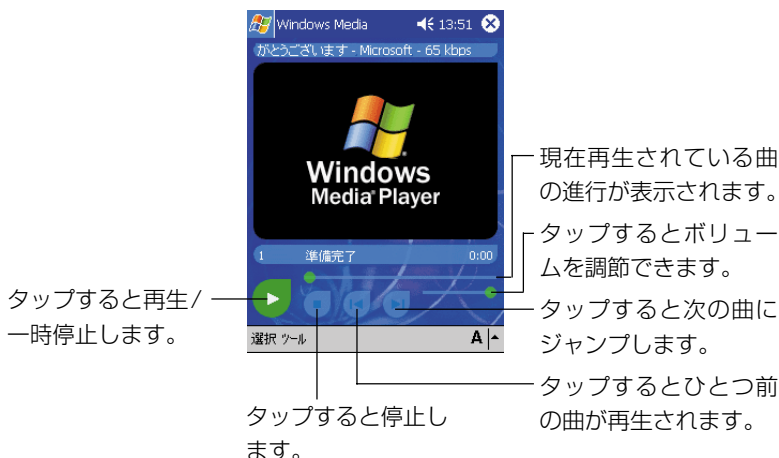 Windows Media 13:51
がとうございます - Microsoft - 65 kbps
Windows
Media Player
1 準備完了 0:00
選択 ツール A
現在再生されている曲
の進行が表示されます。
タップするとボリュー
ムを調節できます。
タップすると次の曲に
ジャンプします。
タップするとひとつ前
の曲が再生されます。
タップすると再生/
一時停止します。
タップすると停止し
ます。